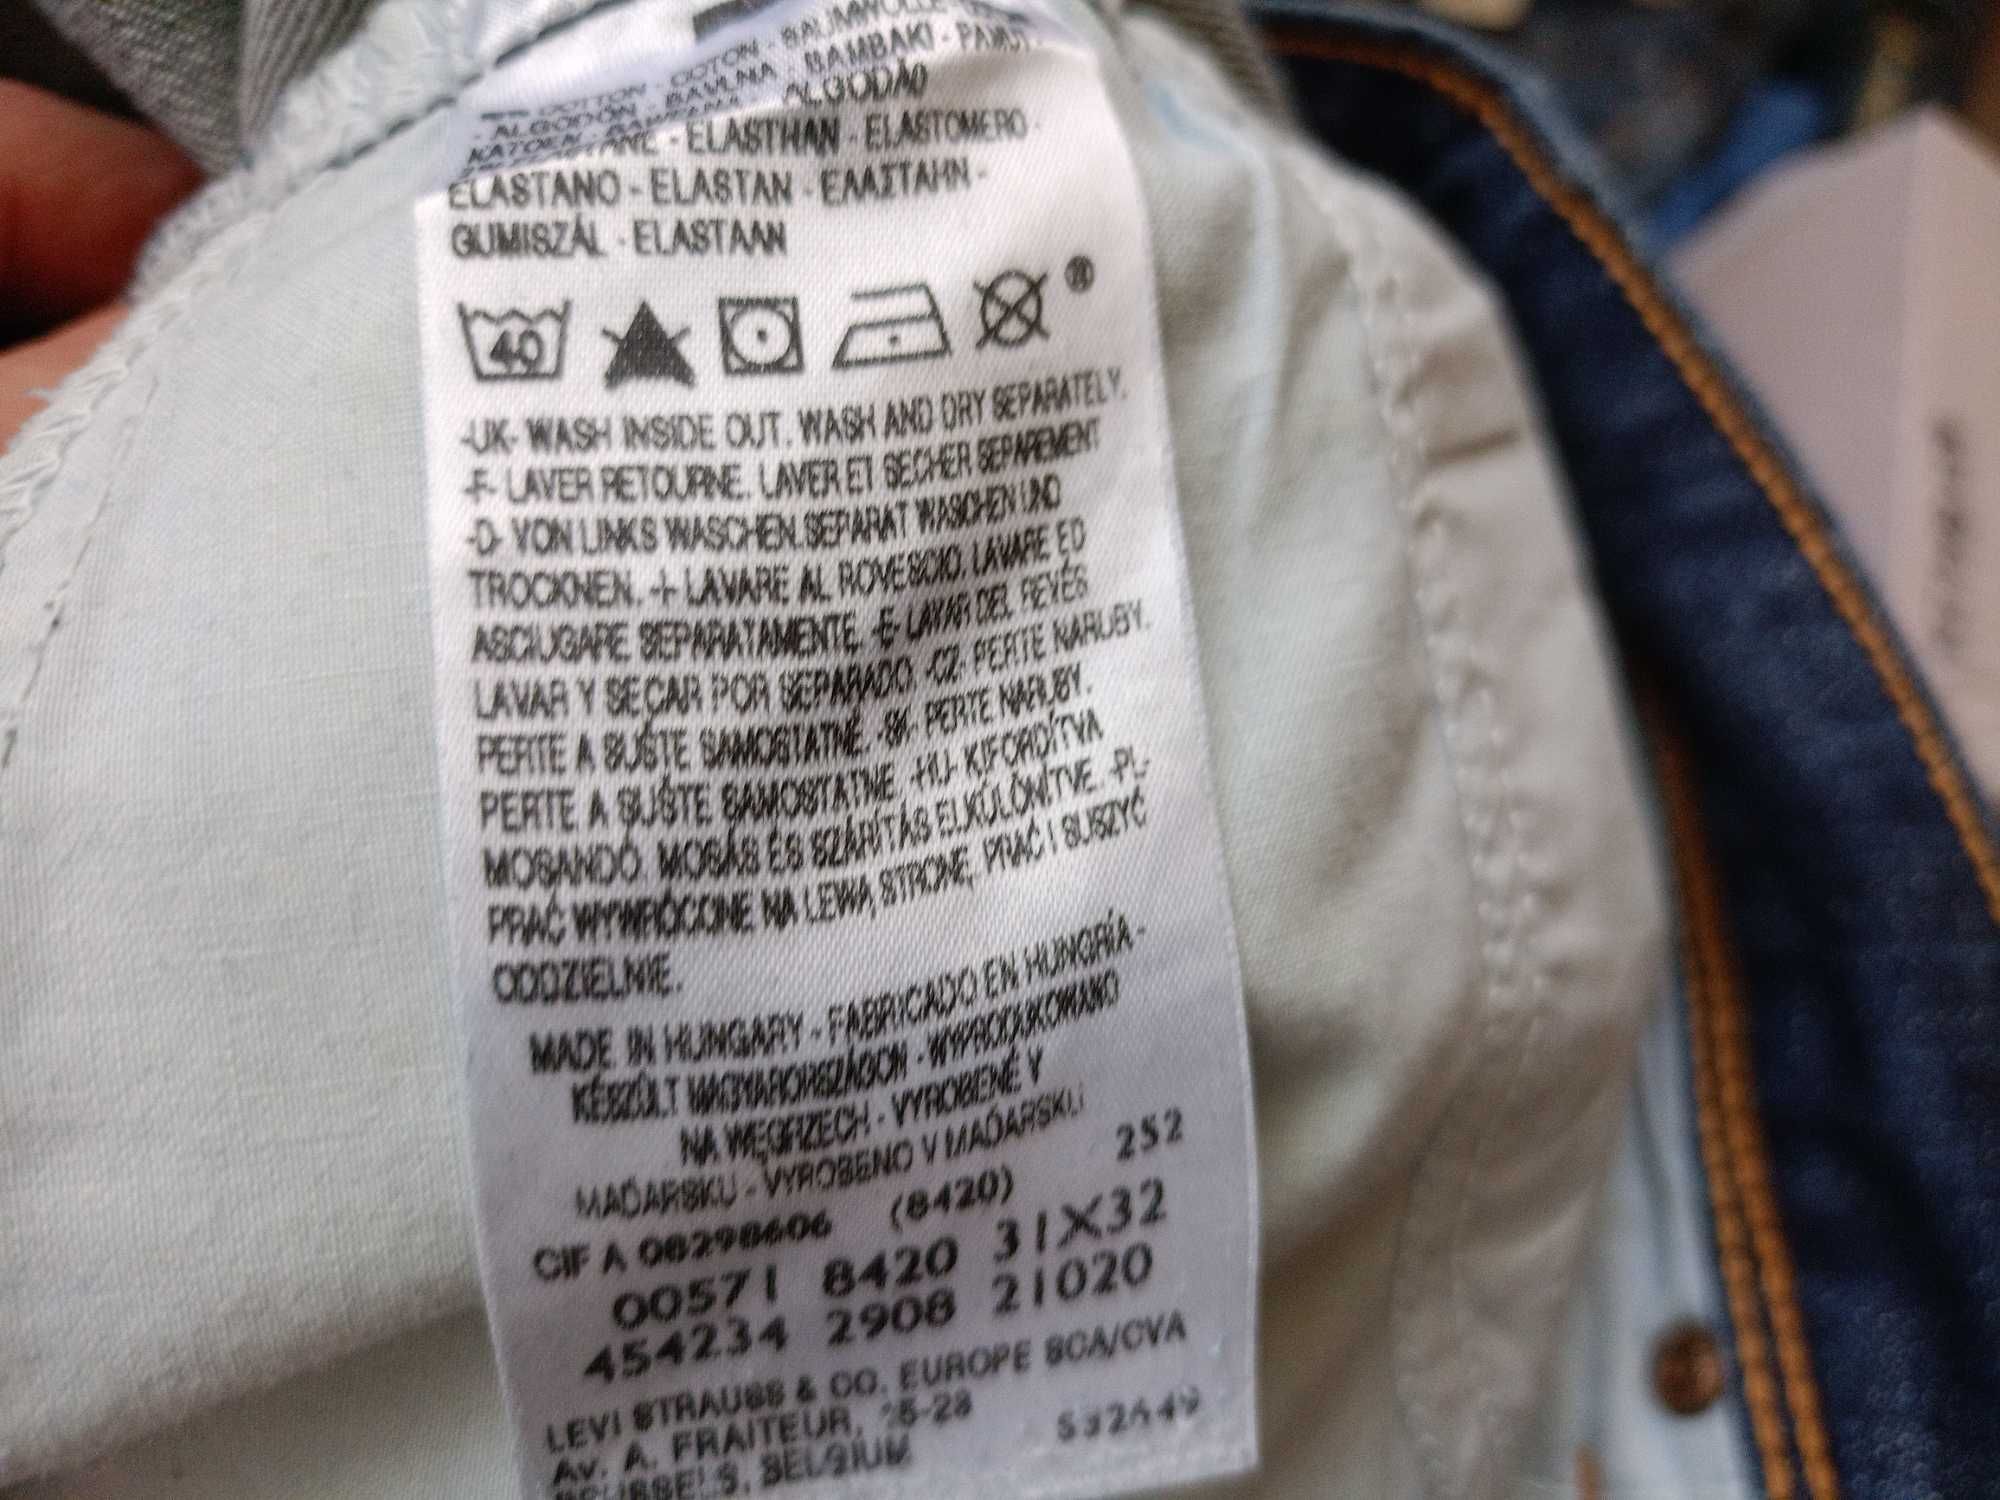 COTTON - COTON - BAUMWOLLE
- ALGODÓN - BAVLNA - BAMBAKI - PAMUT
KATOEN ALGODÃO
- ELASTHAN - ELASTOMERO -
ELASTANO - ELASTAN - ΕΛΑΣΤΑΗΝ -
GUMISZÁL - ELASTAAN
40 ®
-UK- WASH INSIDE OUT. WASH AND DRY SEPARATELY.
-F- LAVER RETOURNE. LAVER ET SECHER SEPAREMENT
-D- VON LINKS WASCHEN.SEPARAT WASCHEN UND
TROCKNEN. -I- LAVARE AL ROVESCIO. LAVARE ED
ASCIUGARE SEPARATAMENTE. -E- LAVAR DEL REVÉS
LAVAR Y SECAR POR SEPARADO -CZ- PERTE NARUBY.
PERTE A SUŠTE SAMOSTATNĚ. -SK- PERTE NARUBY.
PERTE A SUŠTE SAMOSTATNE -HU- KIFORDÍTVA
MOSANDÓ. MOSÁS ÉS SZÁRÍTÁS ELKÜLÖNÍTVE. -PL-
PRAĆ WYWRÓCONE NA LEWĄ STRONĘ, PRAĆ I SUSZYĆ
ODDZIELNIE.
MADE IN HUNGARY - FABRICADO EN HUNGRÍA -
KÉSZÜLT MAGYARORSZÁGON - WYPRODUKOWANO
NA WĘGRZECH - VYROBENÉ V
MAĎARSKU - VYROBENO V MAĎARSKU
252
CIF A 08298606 (8420)
00571 8420 31X32
454234 2908 21020
LEVI STRAUSS & CO. EUROPE SCA/CVA
AV. A. FRAITEUR, 15-23
BRUSSELS, BELGIUM